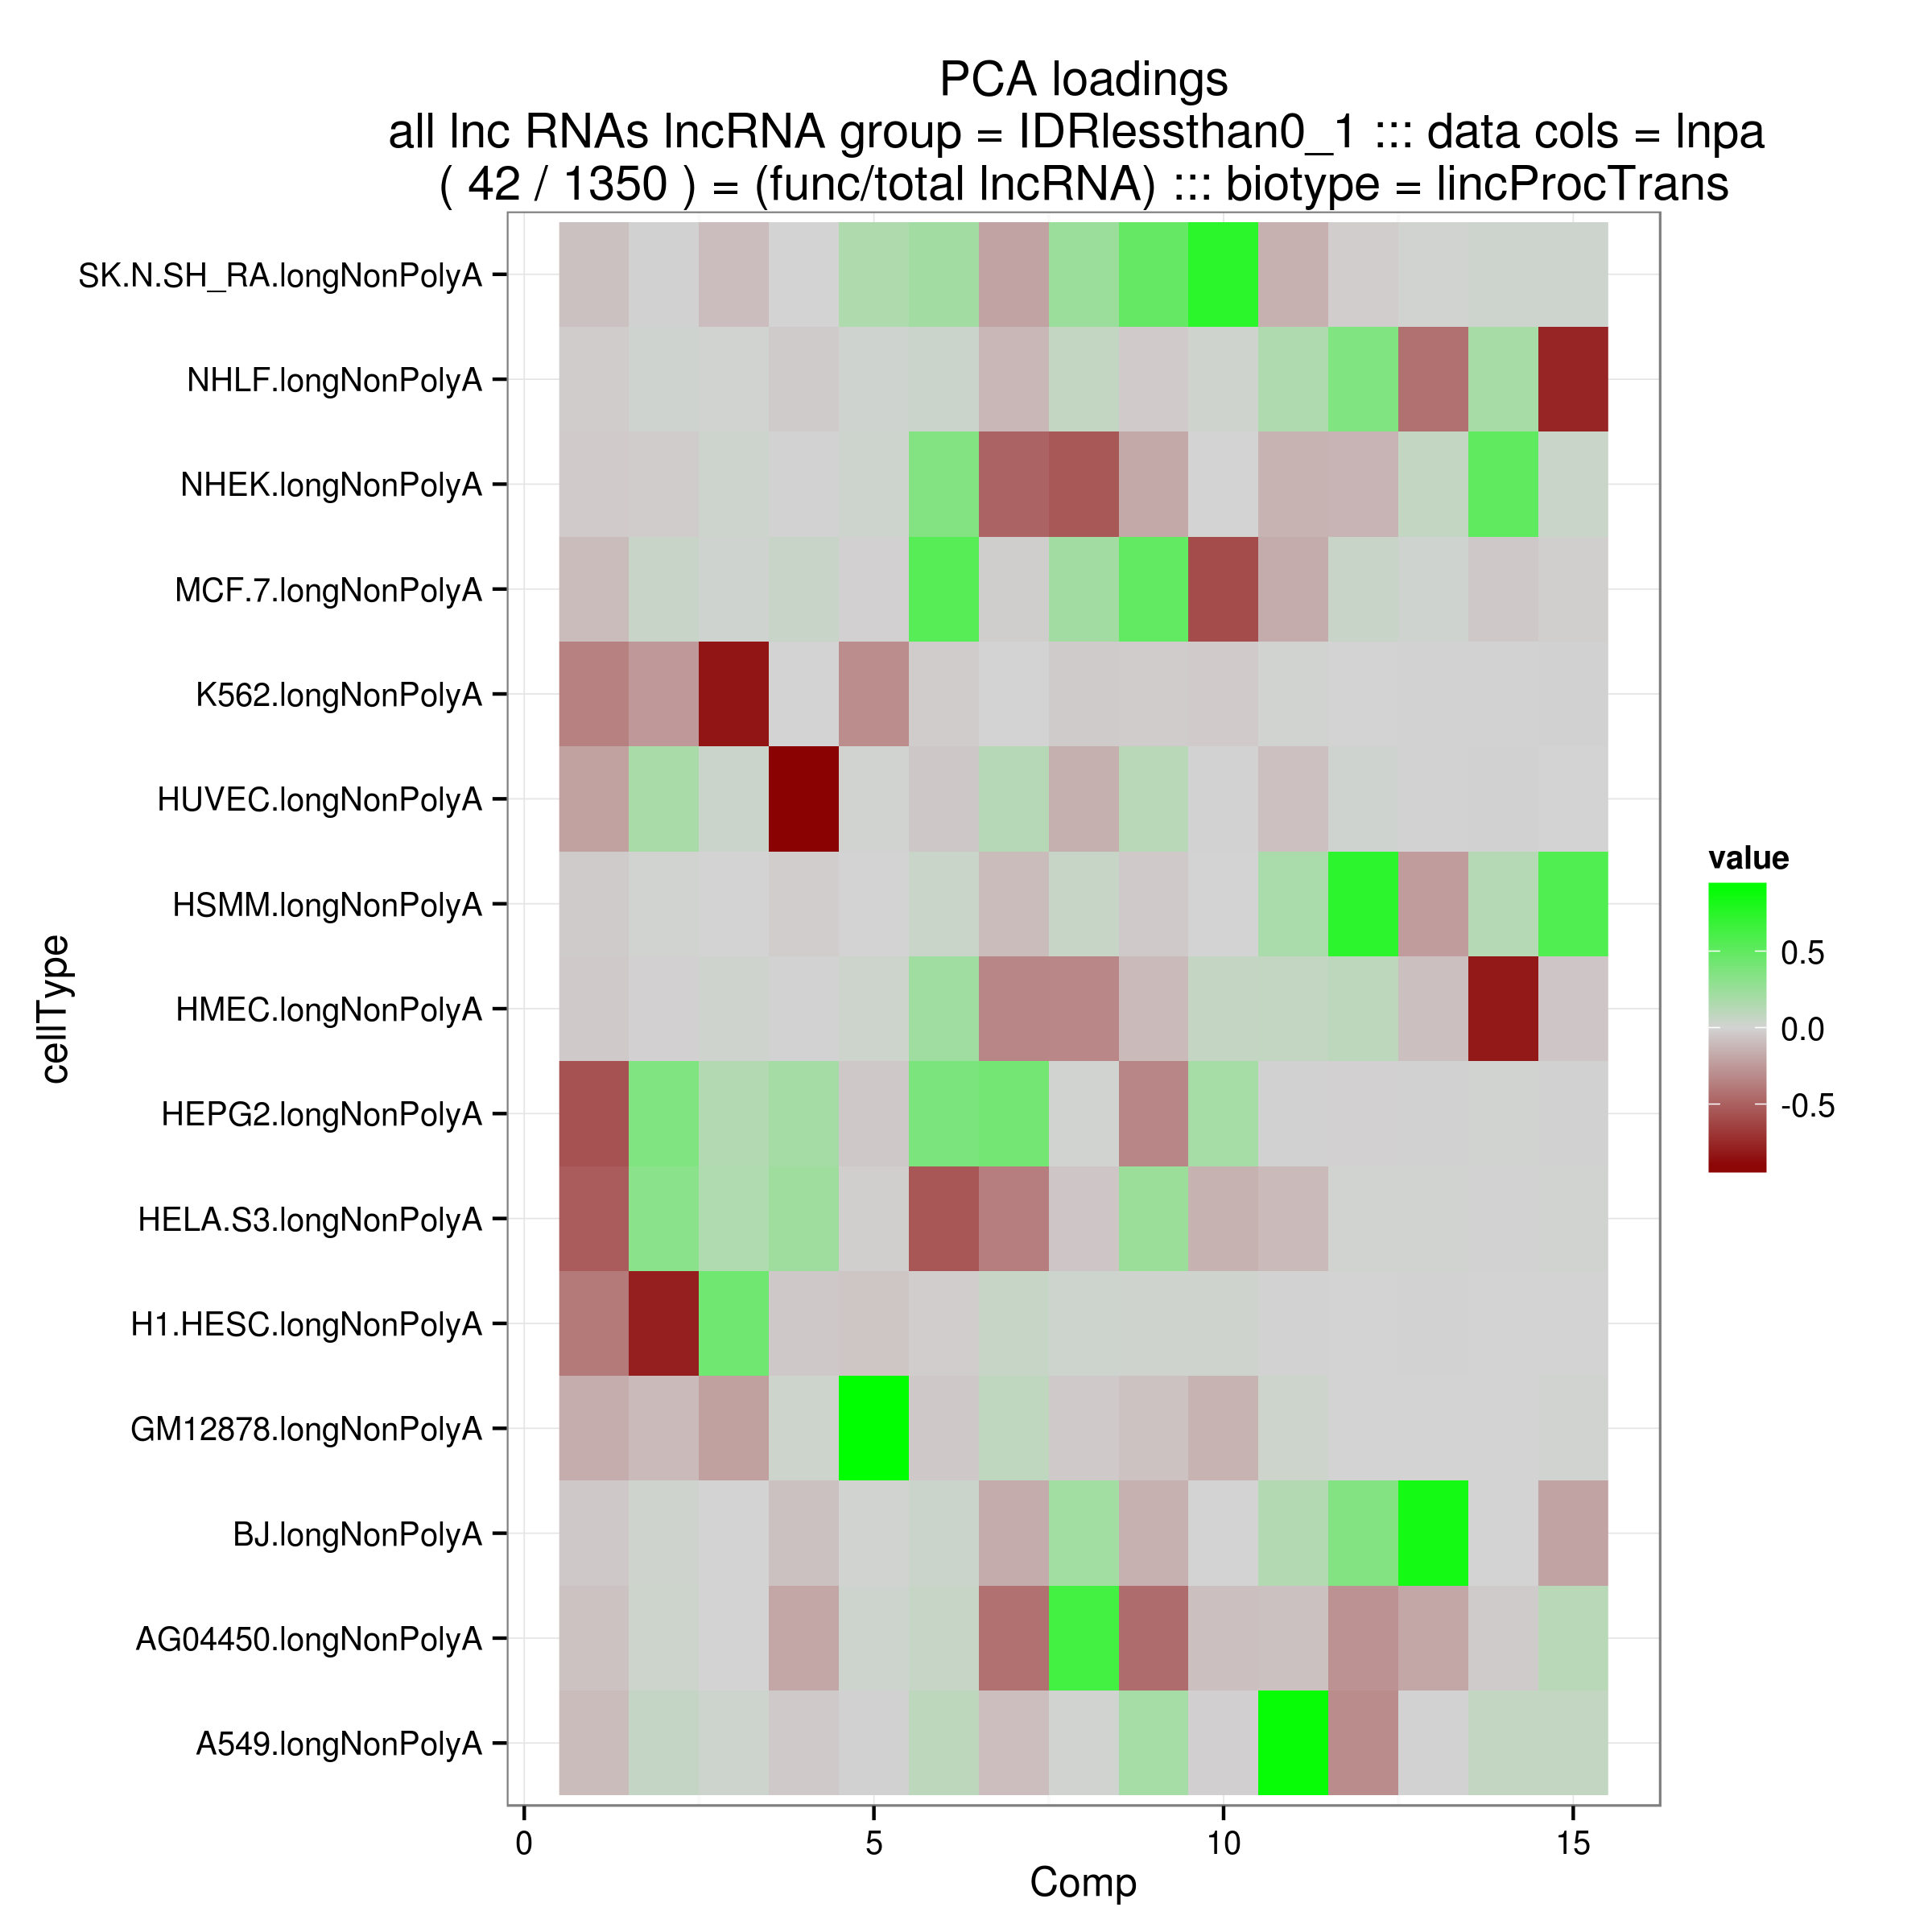 PCA loadings
all lnc RNAs lncRNA group = IDRlessthan0_1 ::: data cols = lnpa
( 42 / 1350 ) = (func/total lncRNA) ::: biotype = lincProcTrans
SK.N.SH_RA.longNonPolyA
NHLF.longNonPolyA
NHEK.longNonPolyA
MCF.7.longNonPolyA
K562.longNonPolyA
HUVEC.longNonPolyA
HSMM.longNonPolyA
HMEC.longNonPolyA
HEPG2.longNonPolyA
HELA.S3.longNonPolyA
H1.HESC.longNonPolyA
GM12878.longNonPolyA
BJ.longNonPolyA
AG04450.longNonPolyA
A549.longNonPolyA
cellType
0 5 10 15
Comp
value
0.5
0.0
-0.5